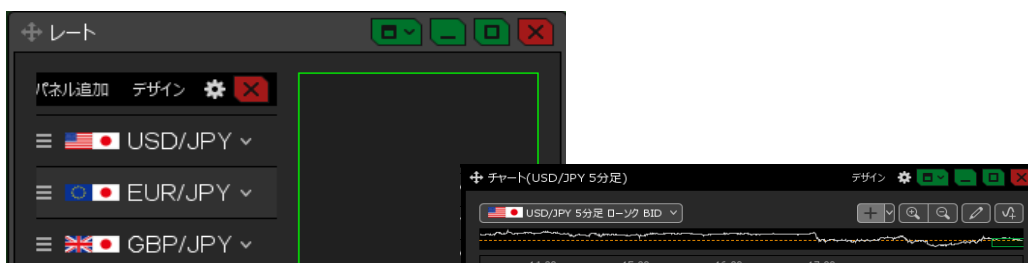 レート
パネル追加 デザイン
USD/JPY
EUR/JPY
GBP/JPY
チャート(USD/JPY 5分足) デザイン
USD/JPY 5分足 ローソク BID